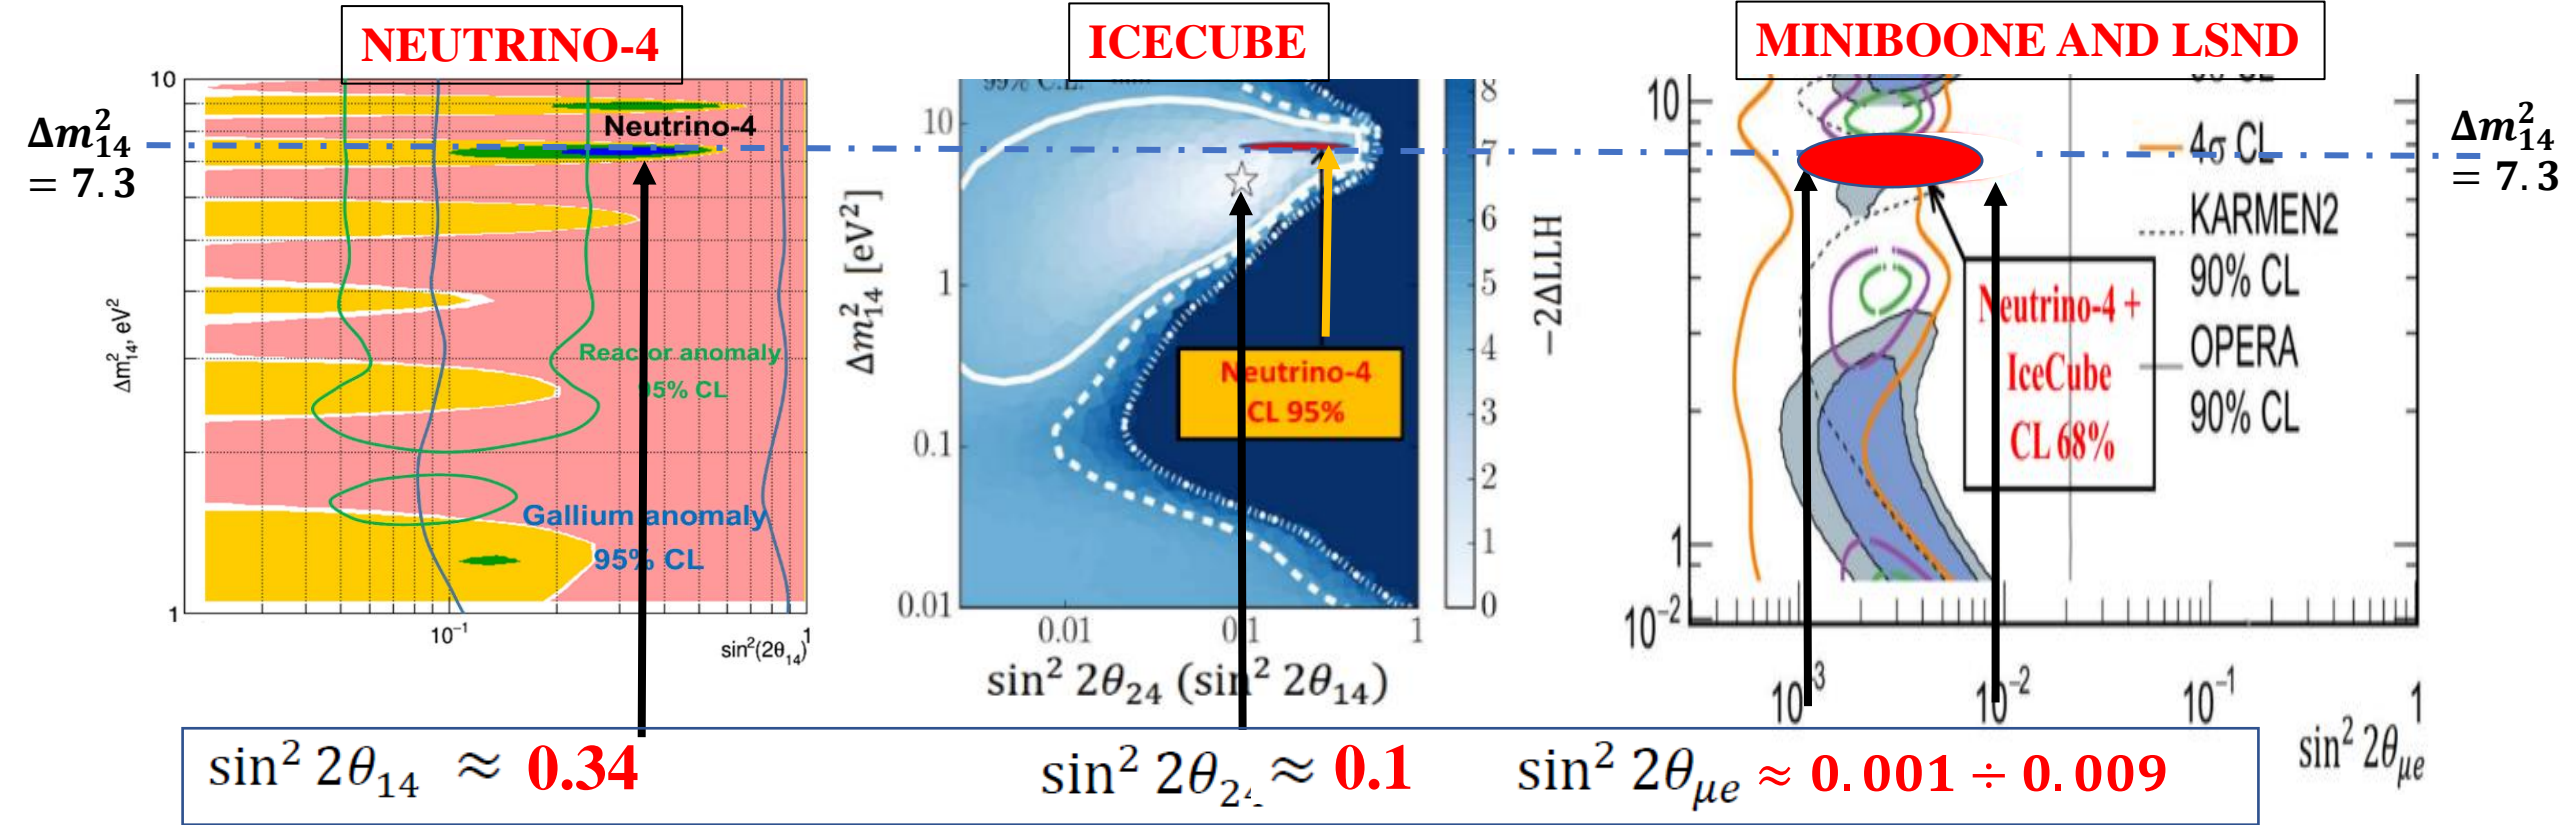 NEUTRINO-4
ICECUBE
MINIBOONE AND LSND
Δm²₁₄
= 7.3
10
Neutrino-4
Reactor anomaly
95% CL
Gallium anomaly
95% CL
1
10⁻¹
1
sin²(2θ₁₄)
Δm²₁₄, eV²
99% C.L.
10
1
0.1
0.01
0.01
0.1
1
Δm²₁₄ [eV²]
sin² 2θ₂₄ (sin² 2θ₁₄)
Neutrino-4
CL 95%
8
7
6
5
4
3
2
1
0
−2ΔLLH
10
1
10⁻²
4σ CL
KARMEN2
90% CL
OPERA
90% CL
Neutrino-4 +
IceCube
CL 68%
10⁻³
10⁻²
10⁻¹
1
sin² 2θμe
Δm²₁₄
= 7.3
sin² 2θ₁₄ ≈ 0.34
sin² 2θ₂₄ ≈ 0.1
sin² 2θμe ≈ 0.001 ÷ 0.009